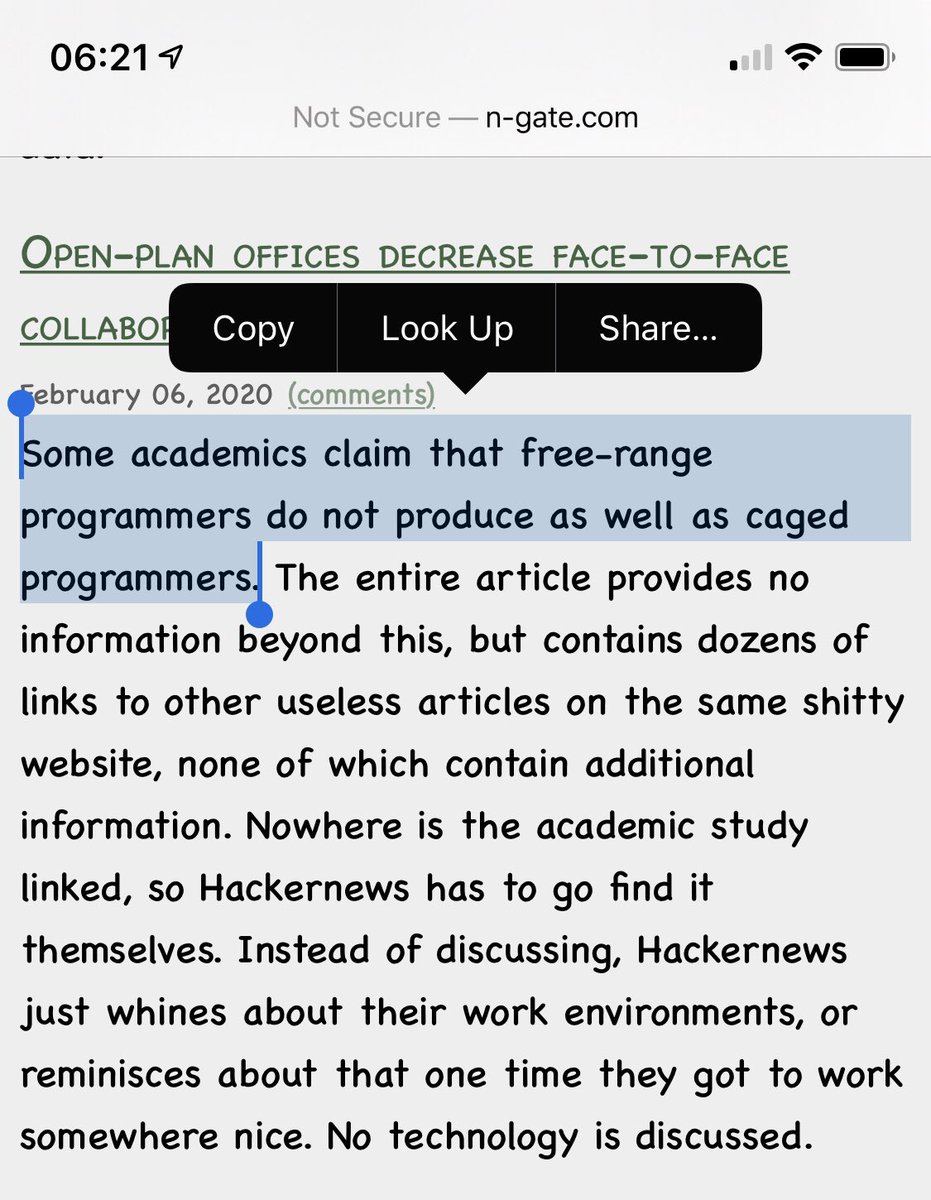 06:21
Not Secure — n-gate.com
Open-plan offices decrease face-to-face
Copy
Look Up
Share...
February 06, 2020 (comments)
Some academics claim that free-range
programmers do not produce as well as caged
programmers. The entire article provides no
information beyond this, but contains dozens of
links to other useless articles on the same shitty
website, none of which contain additional
information. Nowhere is the academic study
linked, so Hackernews has to go find it
themselves. Instead of discussing, Hackernews
just whines about their work environments, or
reminisces about that one time they got to work
somewhere nice. No technology is discussed.